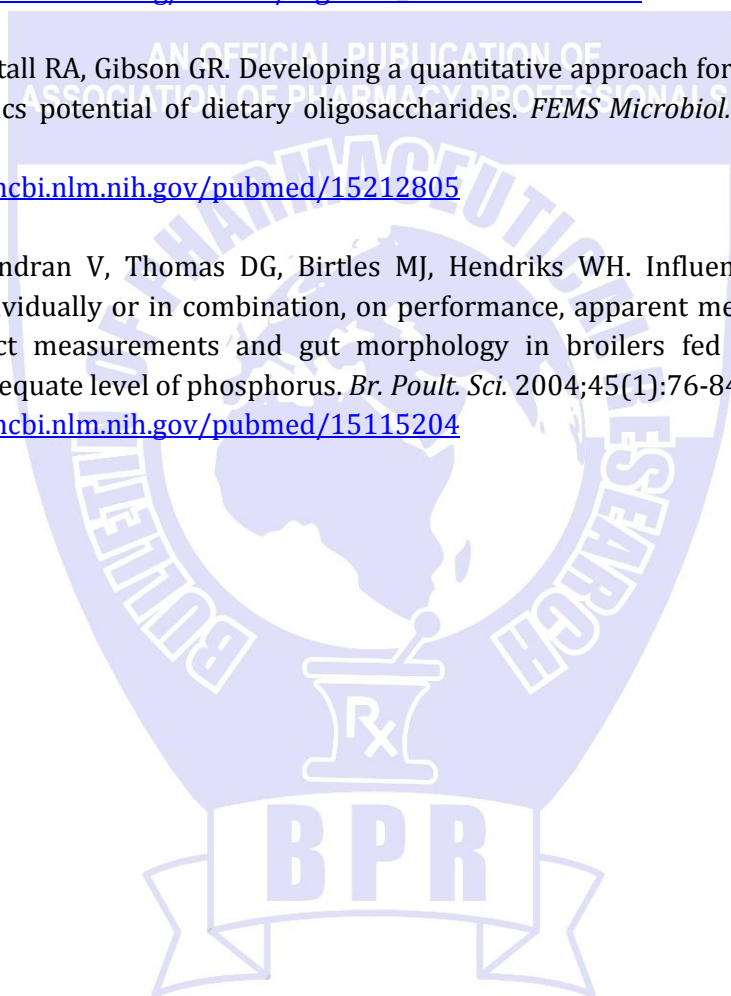 AN OFFICIAL PUBLICATION OF
tall RA, Gibson GR. Developing a quantitative approach for
ASSOCIATION OF PHARMACY PROFESSIONALS
ics potential of dietary oligosaccharides. FEMS Microbiol.
ncbi.nlm.nih.gov/pubmed/15212805
ndran V, Thomas DG, Birtles MJ, Hendriks WH. Influen
ividually or in combination, on performance, apparent me
ct measurements and gut morphology in broilers fed
equate level of phosphorus. Br. Poult. Sci. 2004;45(1):76-84
ncbi.nlm.nih.gov/pubmed/15115204
BULLETIN OF PHARMACEUTICAL RESEARCH
Rx
BPR